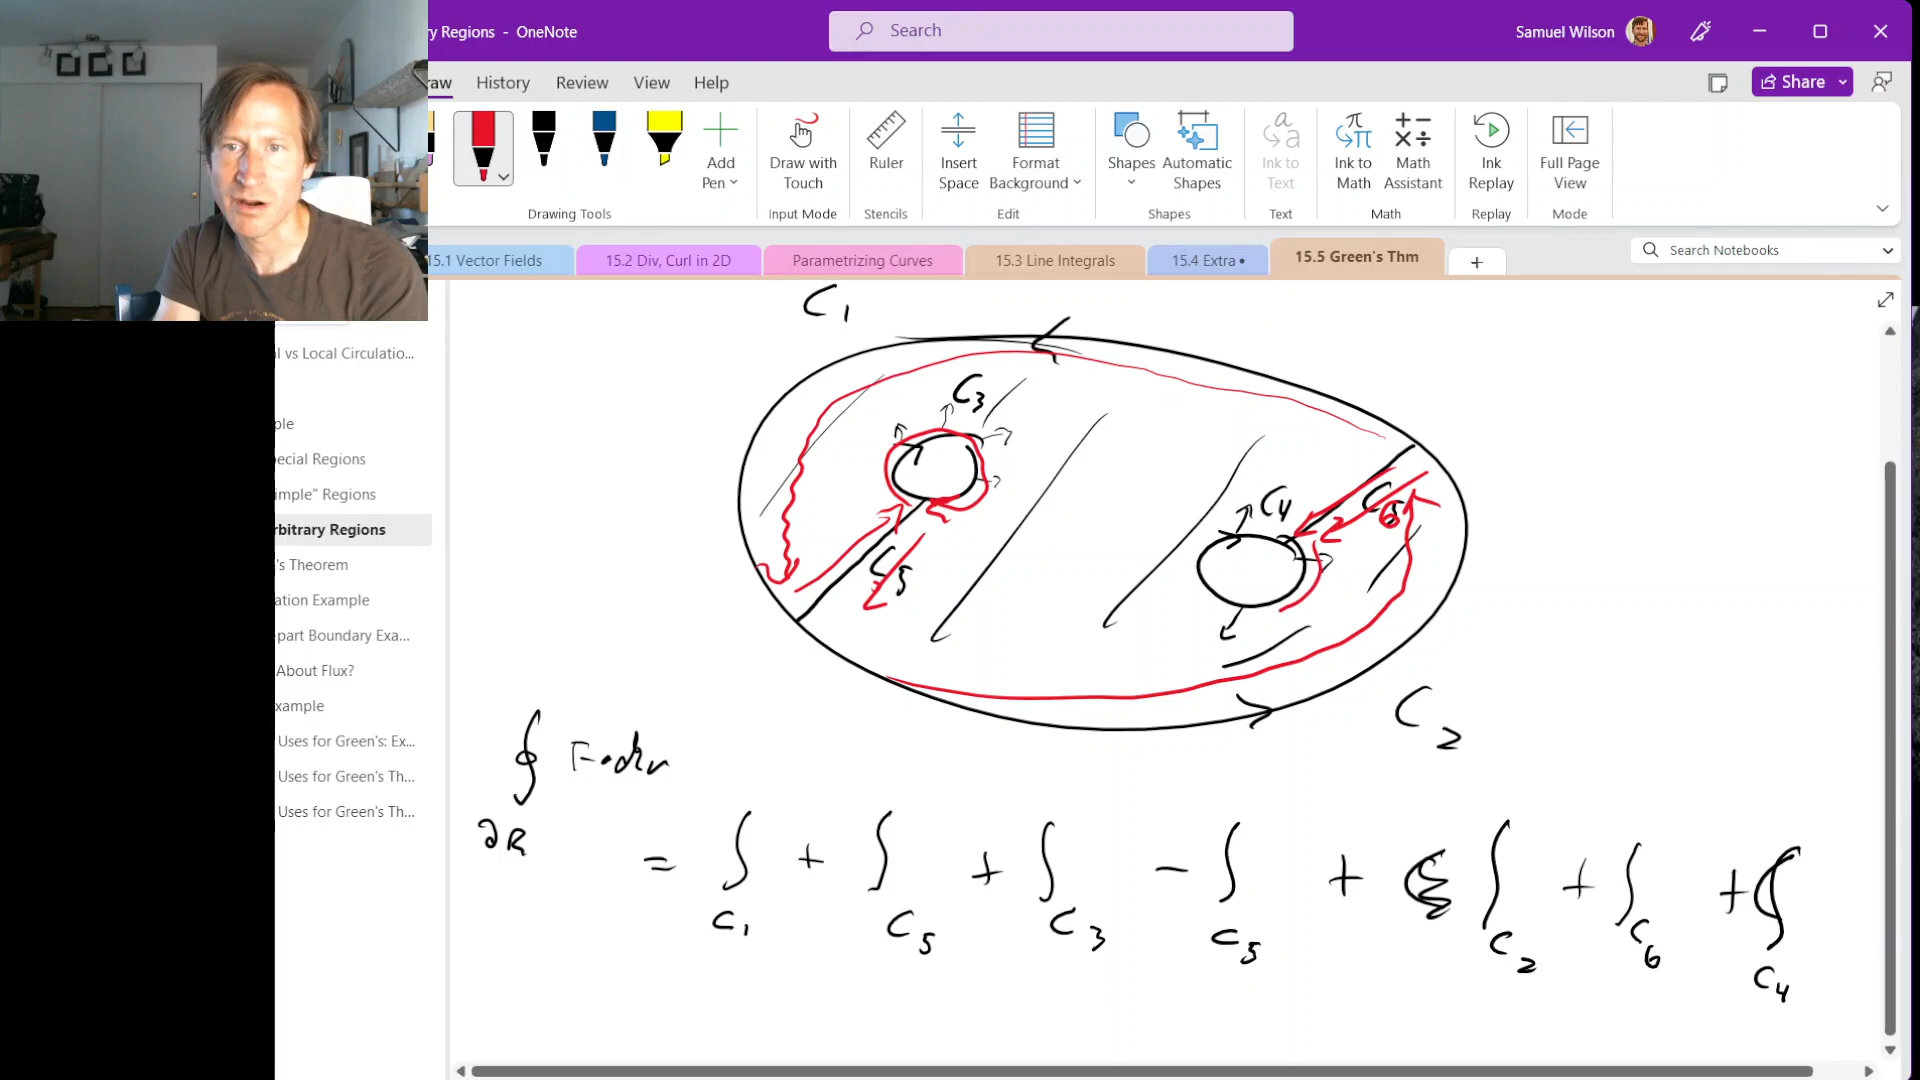 ry Regions - OneNote
Search
Samuel Wilson
raw History Review View Help
Share
Add Pen
Draw with Touch
Ruler
Insert Space
Format Background
Shapes
Automatic Shapes
Ink to Text
Ink to Math
Math Assistant
Ink Replay
Full Page View
Drawing Tools
Input Mode
Stencils
Edit
Shapes
Text
Math
Replay
Mode
15.1 Vector Fields
15.2 Div, Curl in 2D
Parametrizing Curves
15.3 Line Integrals
15.4 Extra •
15.5 Green's Thm
+
Search Notebooks
l vs Local Circulatio...
ple
ecial Regions
imple" Regions
rbitrary Regions
's Theorem
ation Example
part Boundary Exa...
About Flux?
xample
Uses for Green's: Ex...
Uses for Green's Th...
Uses for Green's Th...
C1
C3
C4
C5
C6
C2
∮∂R F•dr
= ∫C1 + ∫C5 + ∫C3 - ∫C5 + ∫C2 + ∫C6 + ∫C4